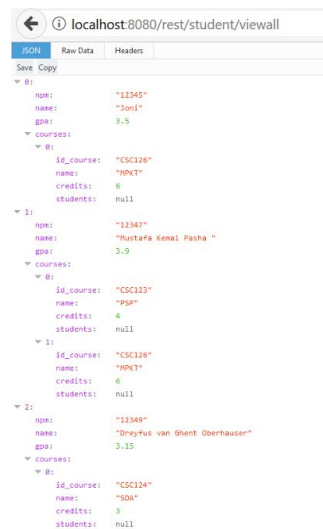 localhost:8080/rest/student/viewall
JSON Raw Data Headers
Save Copy
0:
npm: "12345"
name: "Joni"
gpa: 3.5
courses:
0:
id_course: "CSC126"
name: "MPKT"
credits: 6
students: null
1:
npm: "12347"
name: "Mustafa Kemal Pasha "
gpa: 3.9
courses:
0:
id_course: "CSC123"
name: "PSP"
credits: 4
students: null
1:
id_course: "CSC126"
name: "MPKT"
credits: 6
students: null
2:
npm: "12349"
name: "Dreyfus van Ghent Oberhauser"
gpa: 3.15
courses:
0:
id_course: "CSC124"
name: "SDA"
credits: 3
students: null